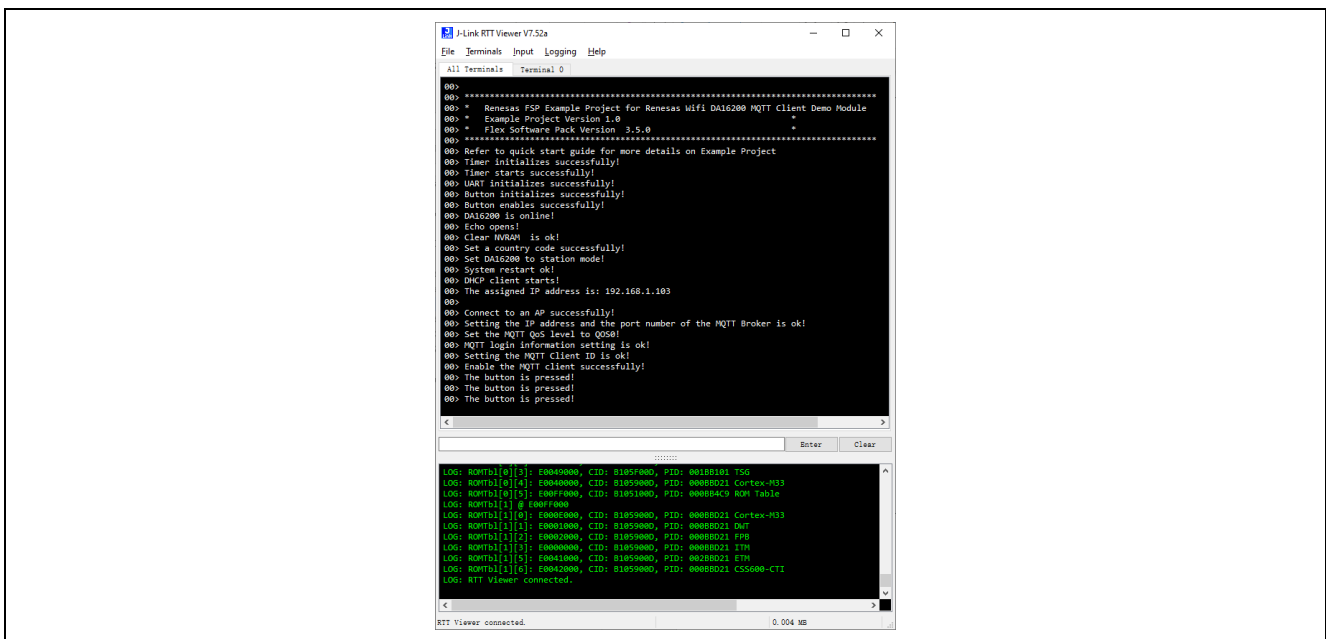 J-Link RTT Viewer V7.52a
File Terminals Input Logging Help
All Terminals Terminal 0
00>
00> ***********************************************************************************
00> * Renesas FSP Example Project for Renesas Wifi DA16200 MQTT Client Demo Module
00> * Example Project Version 1.0 *
00> * Flex Software Pack Version 3.5.0 *
00> ***********************************************************************************
00> Refer to quick start guide for more details on Example Project
00> Timer initializes successfully!
00> Timer starts successfully!
00> UART initializes successfully!
00> Button initializes successfully!
00> Button enables successfully!
00> DA16200 is online!
00> Echo opens!
00> Clear NVRAM is ok!
00> Set a country code successfully!
00> Set DA16200 to station mode!
00> System restart ok!
00> DHCP client starts!
00> The assigned IP address is: 192.168.1.103
00>
00> Connect to an AP successfully!
00> Setting the IP address and the port number of the MQTT Broker is ok!
00> Set the MQTT QoS level to QOS0!
00> MQTT login information setting is ok!
00> Setting the MQTT Client ID is ok!
00> Enable the MQTT client successfully!
00> The button is pressed!
00> The button is pressed!
00> The button is pressed!
Enter Clear
LOG: ROMTbl[0][3]: E0049000, CID: B105F00D, PID: 001BB101 TSG
LOG: ROMTbl[0][4]: E0040000, CID: B105900D, PID: 000BBD21 Cortex-M33
LOG: ROMTbl[0][5]: E00FF000, CID: B105100D, PID: 000BB4C9 ROM Table
LOG: ROMTbl[1] @ E00FF000
LOG: ROMTbl[1][0]: E000E000, CID: B105900D, PID: 000BBD21 Cortex-M33
LOG: ROMTbl[1][1]: E0001000, CID: B105900D, PID: 000BBD21 DWT
LOG: ROMTbl[1][2]: E0002000, CID: B105900D, PID: 000BBD21 FPB
LOG: ROMTbl[1][3]: E0000000, CID: B105900D, PID: 000BBD21 ITM
LOG: ROMTbl[1][5]: E0041000, CID: B105900D, PID: 002BBD21 ETM
LOG: ROMTbl[1][6]: E0042000, CID: B105900D, PID: 000BBD21 CSS600-CTI
LOG: RTT Viewer connected.
RTT Viewer connected. 0.004 MB